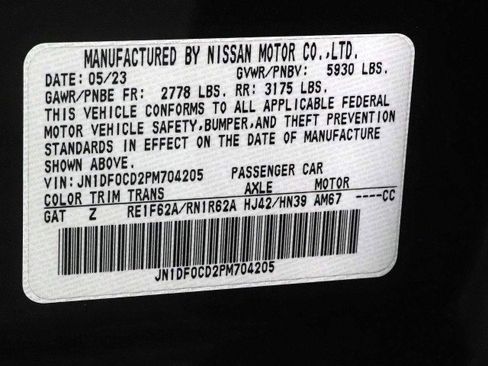 MANUFACTURED BY NISSAN MOTOR CO.,LTD.
DATE: 05/23 GVWR/PNBV: 5930 LBS.
GAWR/PNBE FR: 2778 LBS. RR: 3175 LBS.
THIS VEHICLE CONFORMS TO ALL APPLICABLE FEDERAL
MOTOR VEHICLE SAFETY, BUMPER, AND THEFT PREVENTION
STANDARDS IN EFFECT ON THE DATE OF MANUFACTURE
SHOWN ABOVE.
VIN: JN1DF0CD2PM704205 PASSENGER CAR
COLOR TRIM TRANS AXLE MOTOR
GAT Z RE1F62A/RN1R62A HJ42/HN39 AM67 ----CC
JN1DF0CD2PM704205